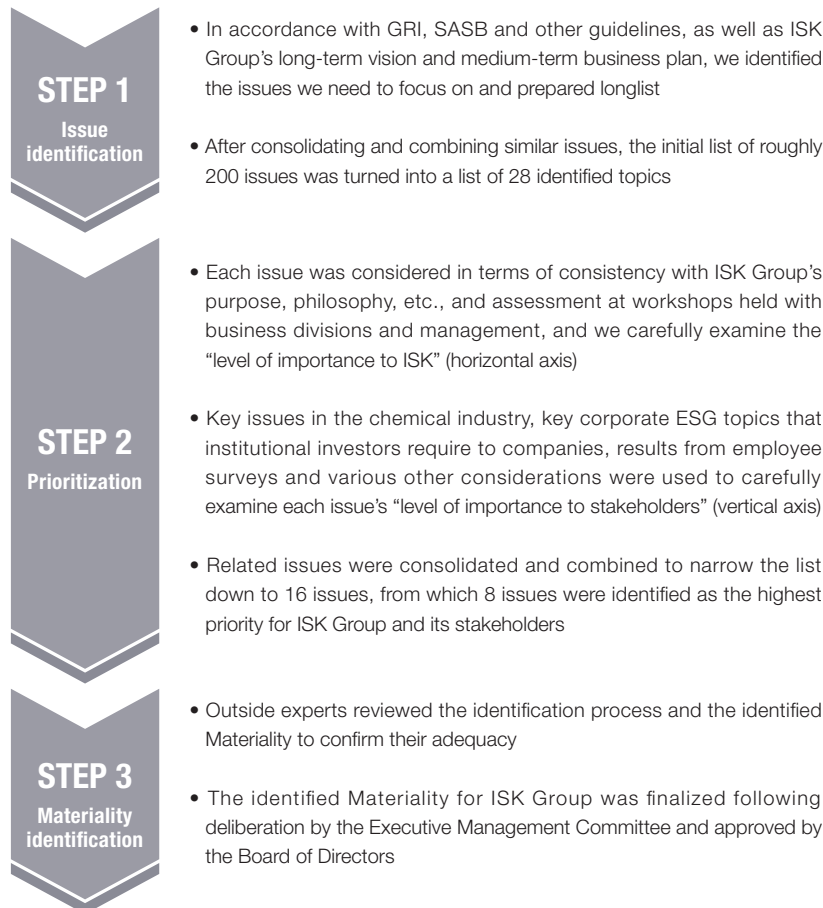 STEP 1
Issue
identification
• In accordance with GRI, SASB and other guidelines, as well as ISK
Group’s long-term vision and medium-term business plan, we identified
the issues we need to focus on and prepared longlist
• After consolidating and combining similar issues, the initial list of roughly
200 issues was turned into a list of 28 identified topics
STEP 2
Prioritization
• Each issue was considered in terms of consistency with ISK Group’s
purpose, philosophy, etc., and assessment at workshops held with
business divisions and management, and we carefully examine the
“level of importance to ISK” (horizontal axis)
• Key issues in the chemical industry, key corporate ESG topics that
institutional investors require to companies, results from employee
surveys and various other considerations were used to carefully
examine each issue’s “level of importance to stakeholders” (vertical axis)
• Related issues were consolidated and combined to narrow the list
down to 16 issues, from which 8 issues were identified as the highest
priority for ISK Group and its stakeholders
STEP 3
Materiality
identification
• Outside experts reviewed the identification process and the identified
Materiality to confirm their adequacy
• The identified Materiality for ISK Group was finalized following
deliberation by the Executive Management Committee and approved by
the Board of Directors